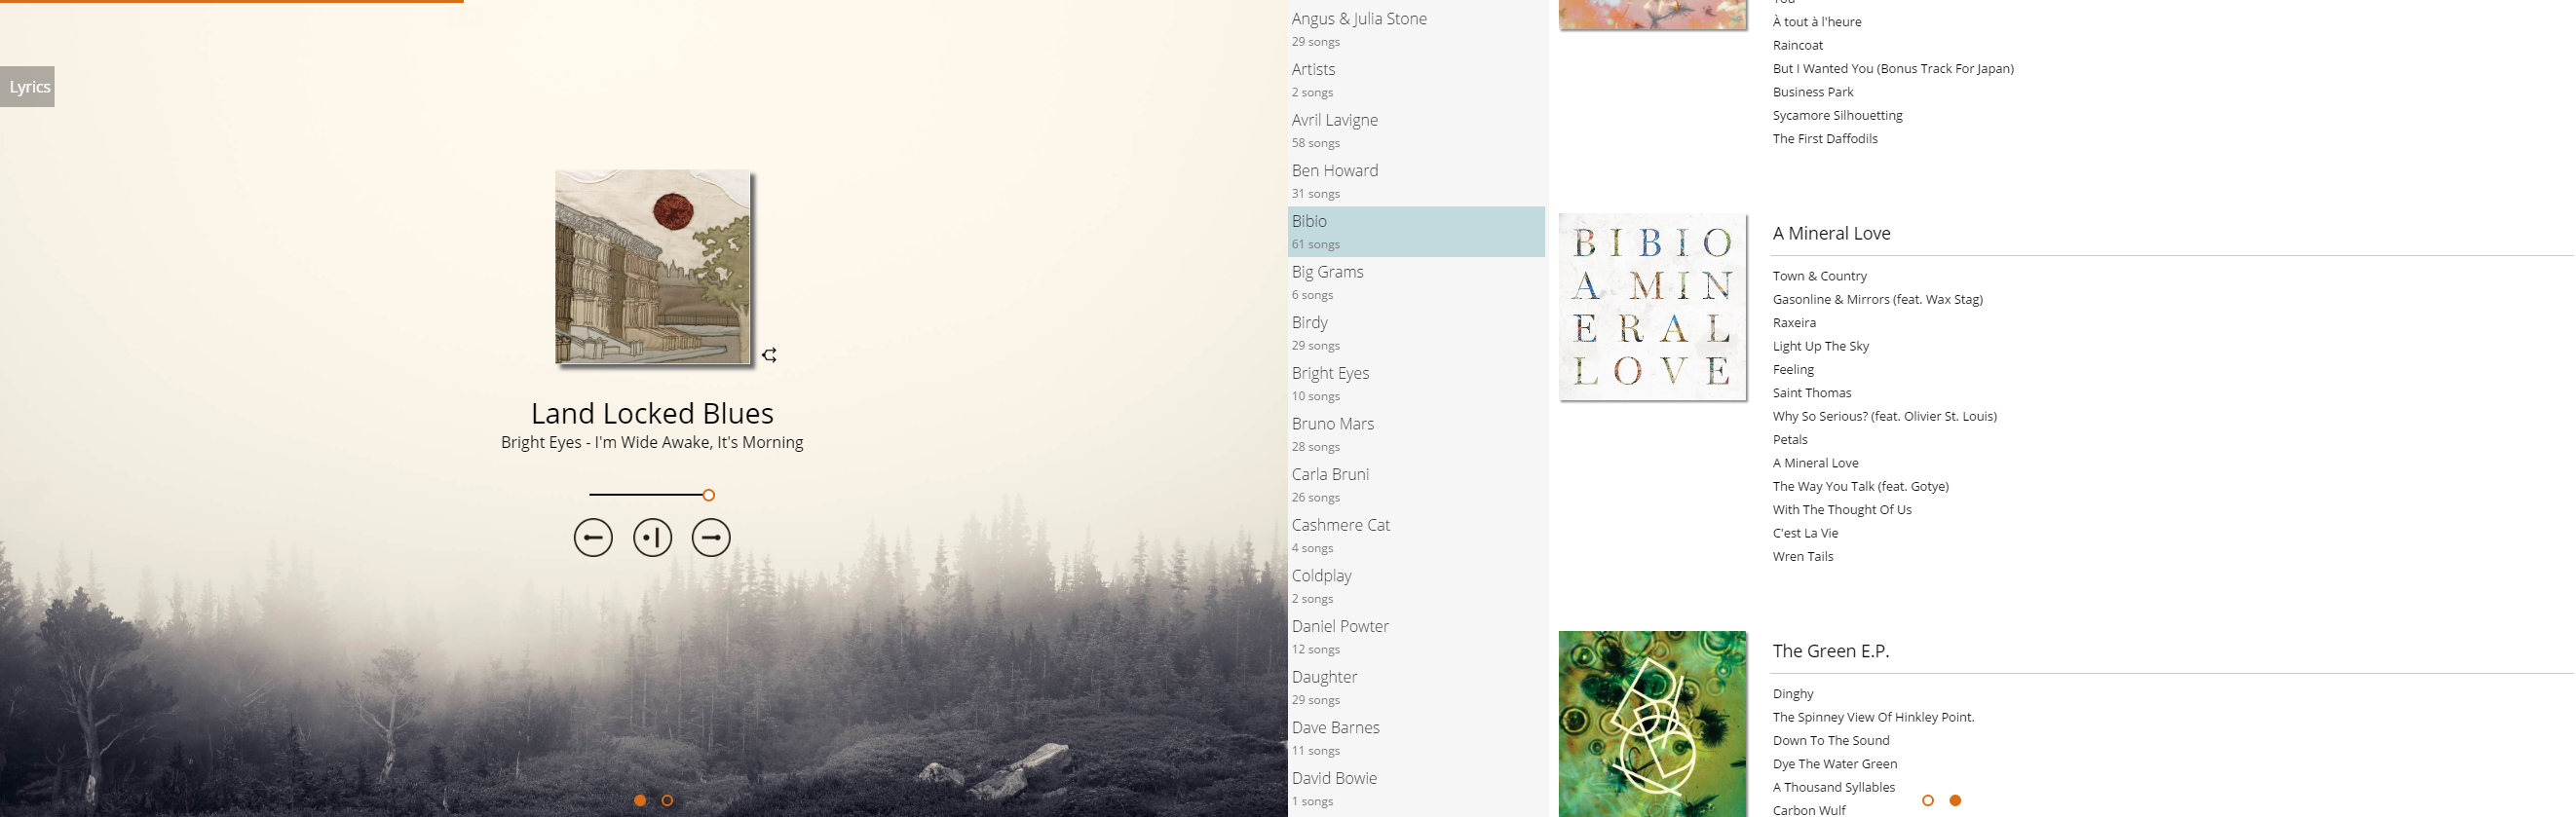 Lyrics
Land Locked Blues
Bright Eyes - I'm Wide Awake, It's Morning
Angus & Julia Stone
29 songs
Artists
2 songs
Avril Lavigne
58 songs
Ben Howard
31 songs
Bibio
61 songs
Big Grams
6 songs
Birdy
29 songs
Bright Eyes
10 songs
Bruno Mars
28 songs
Carla Bruni
26 songs
Cashmere Cat
4 songs
Coldplay
2 songs
Daniel Powter
12 songs
Daughter
29 songs
Dave Barnes
11 songs
David Bowie
1 songs
You
À tout à l'heure
Raincoat
But I Wanted You (Bonus Track For Japan)
Business Park
Sycamore Silhouetting
The First Daffodils
BIBIO
A MIN
ERAL
LOVE
A Mineral Love
Town & Country
Gasonline & Mirrors (feat. Wax Stag)
Raxeira
Light Up The Sky
Feeling
Saint Thomas
Why So Serious? (feat. Olivier St. Louis)
Petals
A Mineral Love
The Way You Talk (feat. Gotye)
With The Thought Of Us
C'est La Vie
Wren Tails
The Green E.P.
Dinghy
The Spinney View Of Hinkley Point.
Down To The Sound
Dye The Water Green
A Thousand Syllables
Carbon Wulf